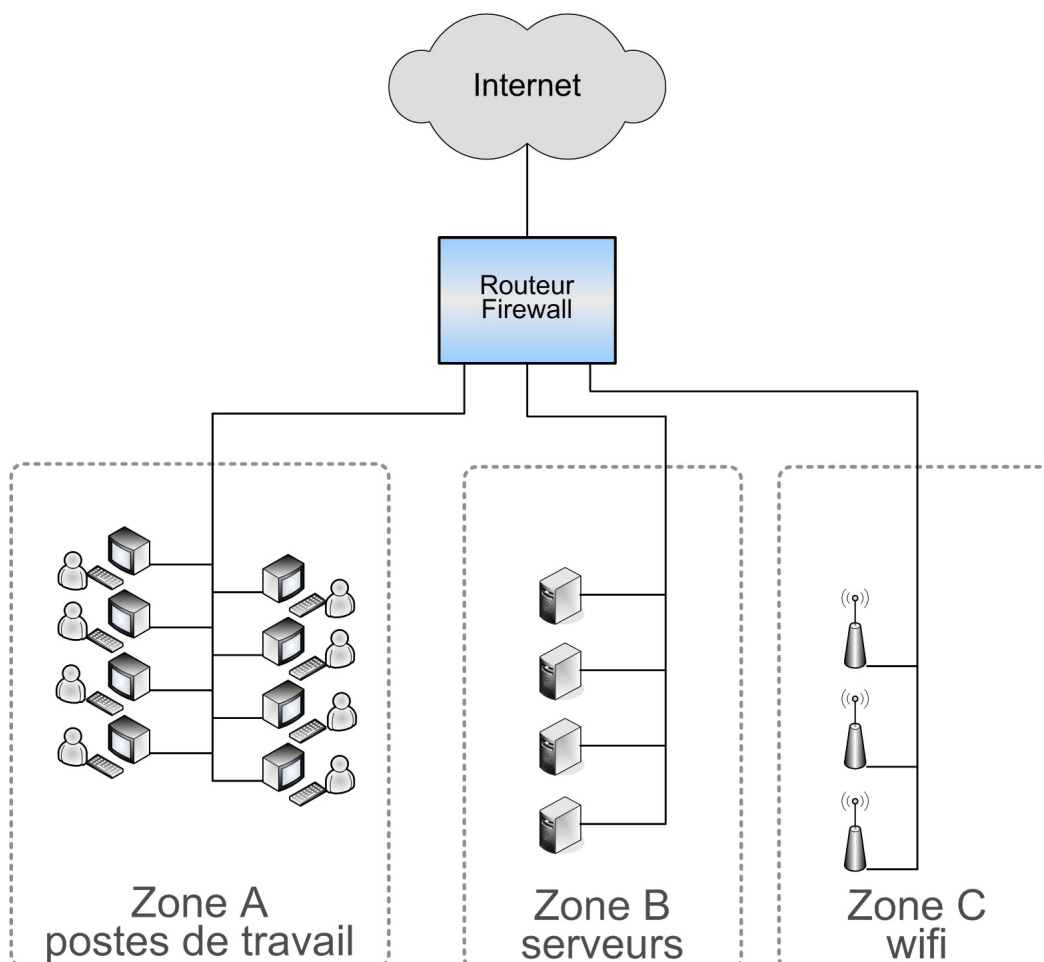 Internet
Routeur
Firewall
Zone A
postes de travail
Zone B
serveurs
Zone C
wifi